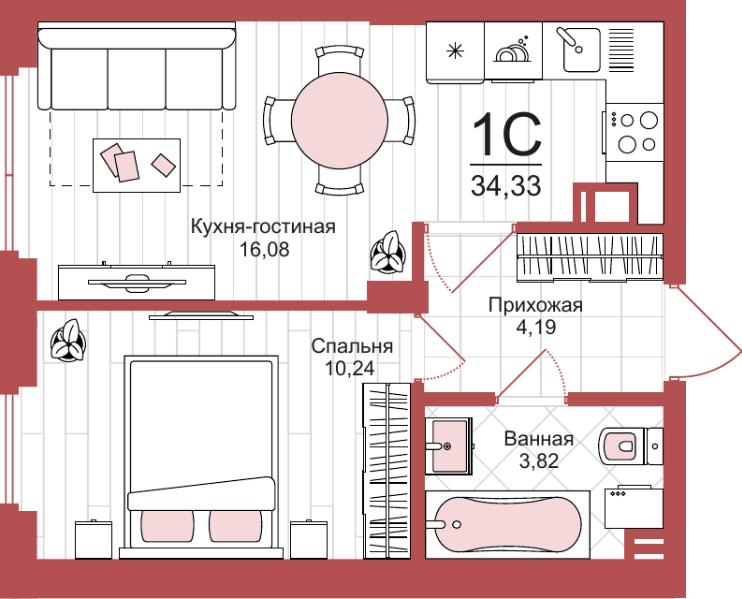 1С
34,33
Кухня-гостиная
16,08
Прихожая
4,19
Спальня
10,24
Ванная
3,82